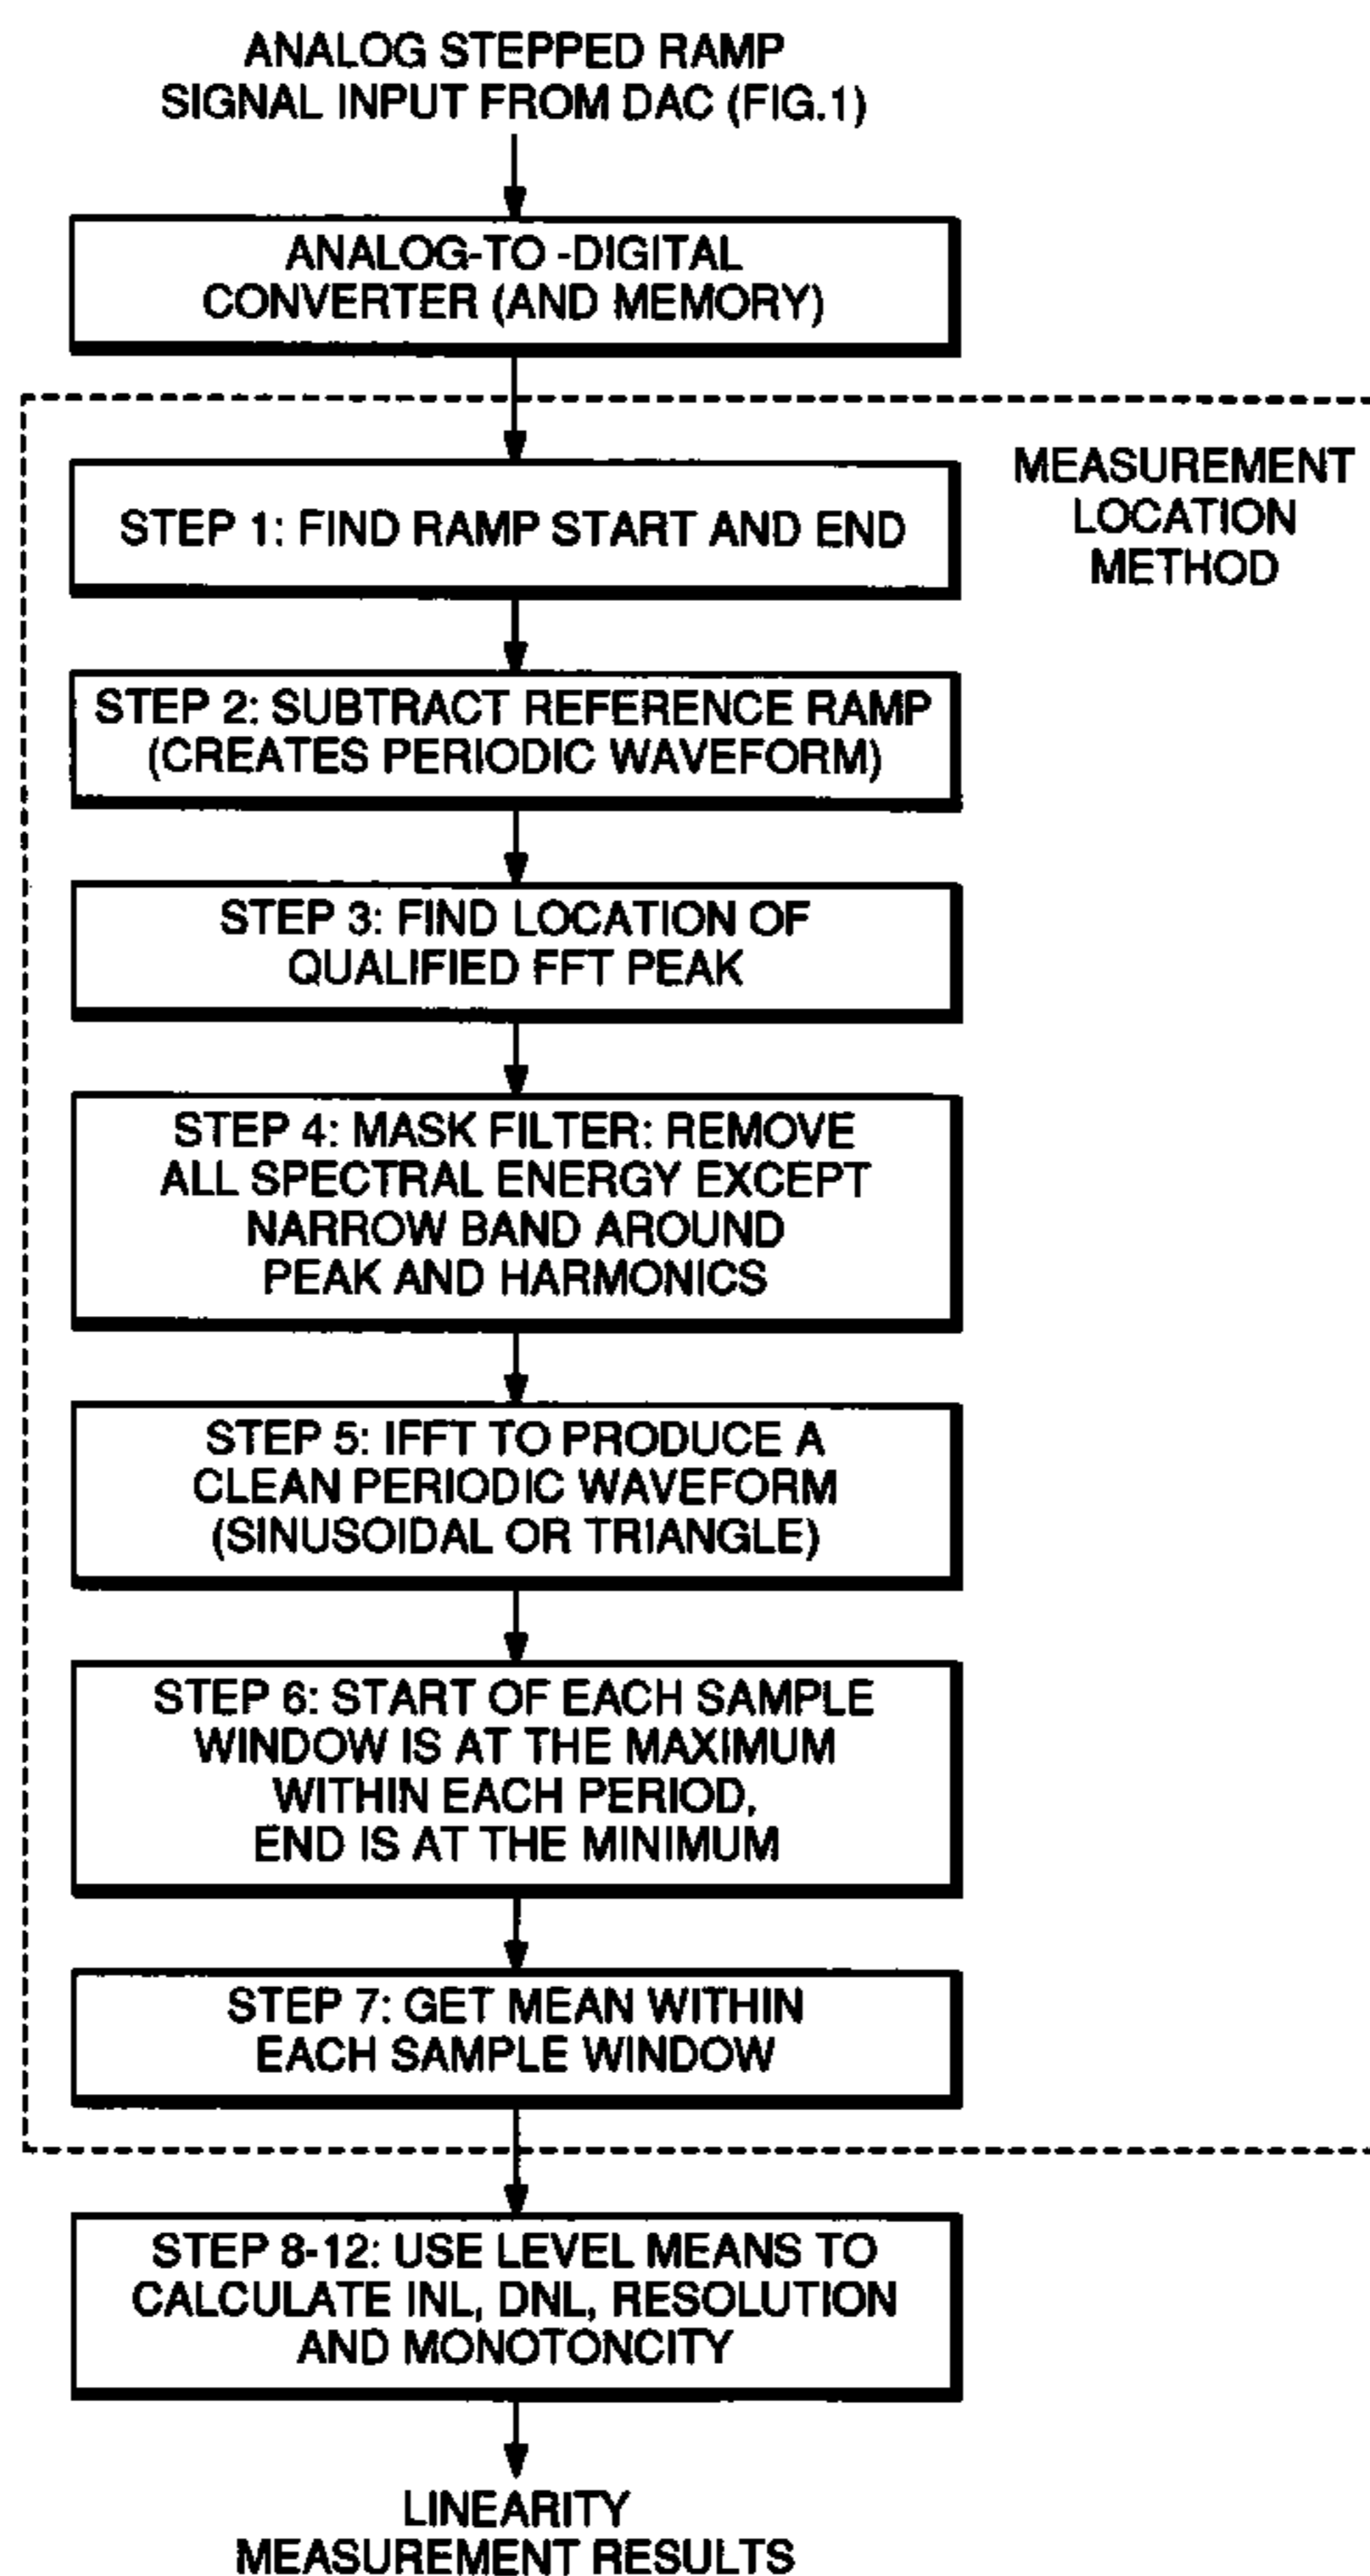 ANALOG STEPPED RAMP
SIGNAL INPUT FROM DAC (FIG.1)
ANALOG-TO -DIGITAL
CONVERTER (AND MEMORY)
MEASUREMENT
LOCATION
METHOD
STEP 1: FIND RAMP START AND END
STEP 2: SUBTRACT REFERENCE RAMP
(CREATES PERIODIC WAVEFORM)
STEP 3: FIND LOCATION OF
QUALIFIED FFT PEAK
STEP 4: MASK FILTER: REMOVE
ALL SPECTRAL ENERGY EXCEPT
NARROW BAND AROUND
PEAK AND HARMONICS
STEP 5: IFFT TO PRODUCE A
CLEAN PERIODIC WAVEFORM
(SINUSOIDAL OR TRIANGLE)
STEP 6: START OF EACH SAMPLE
WINDOW IS AT THE MAXIMUM
WITHIN EACH PERIOD,
END IS AT THE MINIMUM
STEP 7: GET MEAN WITHIN
EACH SAMPLE WINDOW
STEP 8-12: USE LEVEL MEANS TO
CALCULATE INL, DNL, RESOLUTION
AND MONOTONCITY
LINEARITY
MEASUREMENT RESULTS